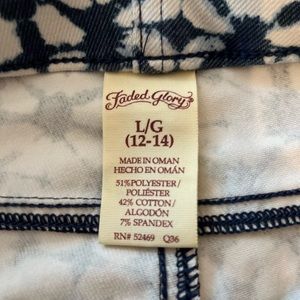 Faded Glory
L/G
(12-14)
MADE IN OMAN
HECHO EN OMÁN
51% POLYESTER /
POLIÉSTER
42% COTTON /
ALGODÓN
7% SPANDEX
RN# 52469 Q36